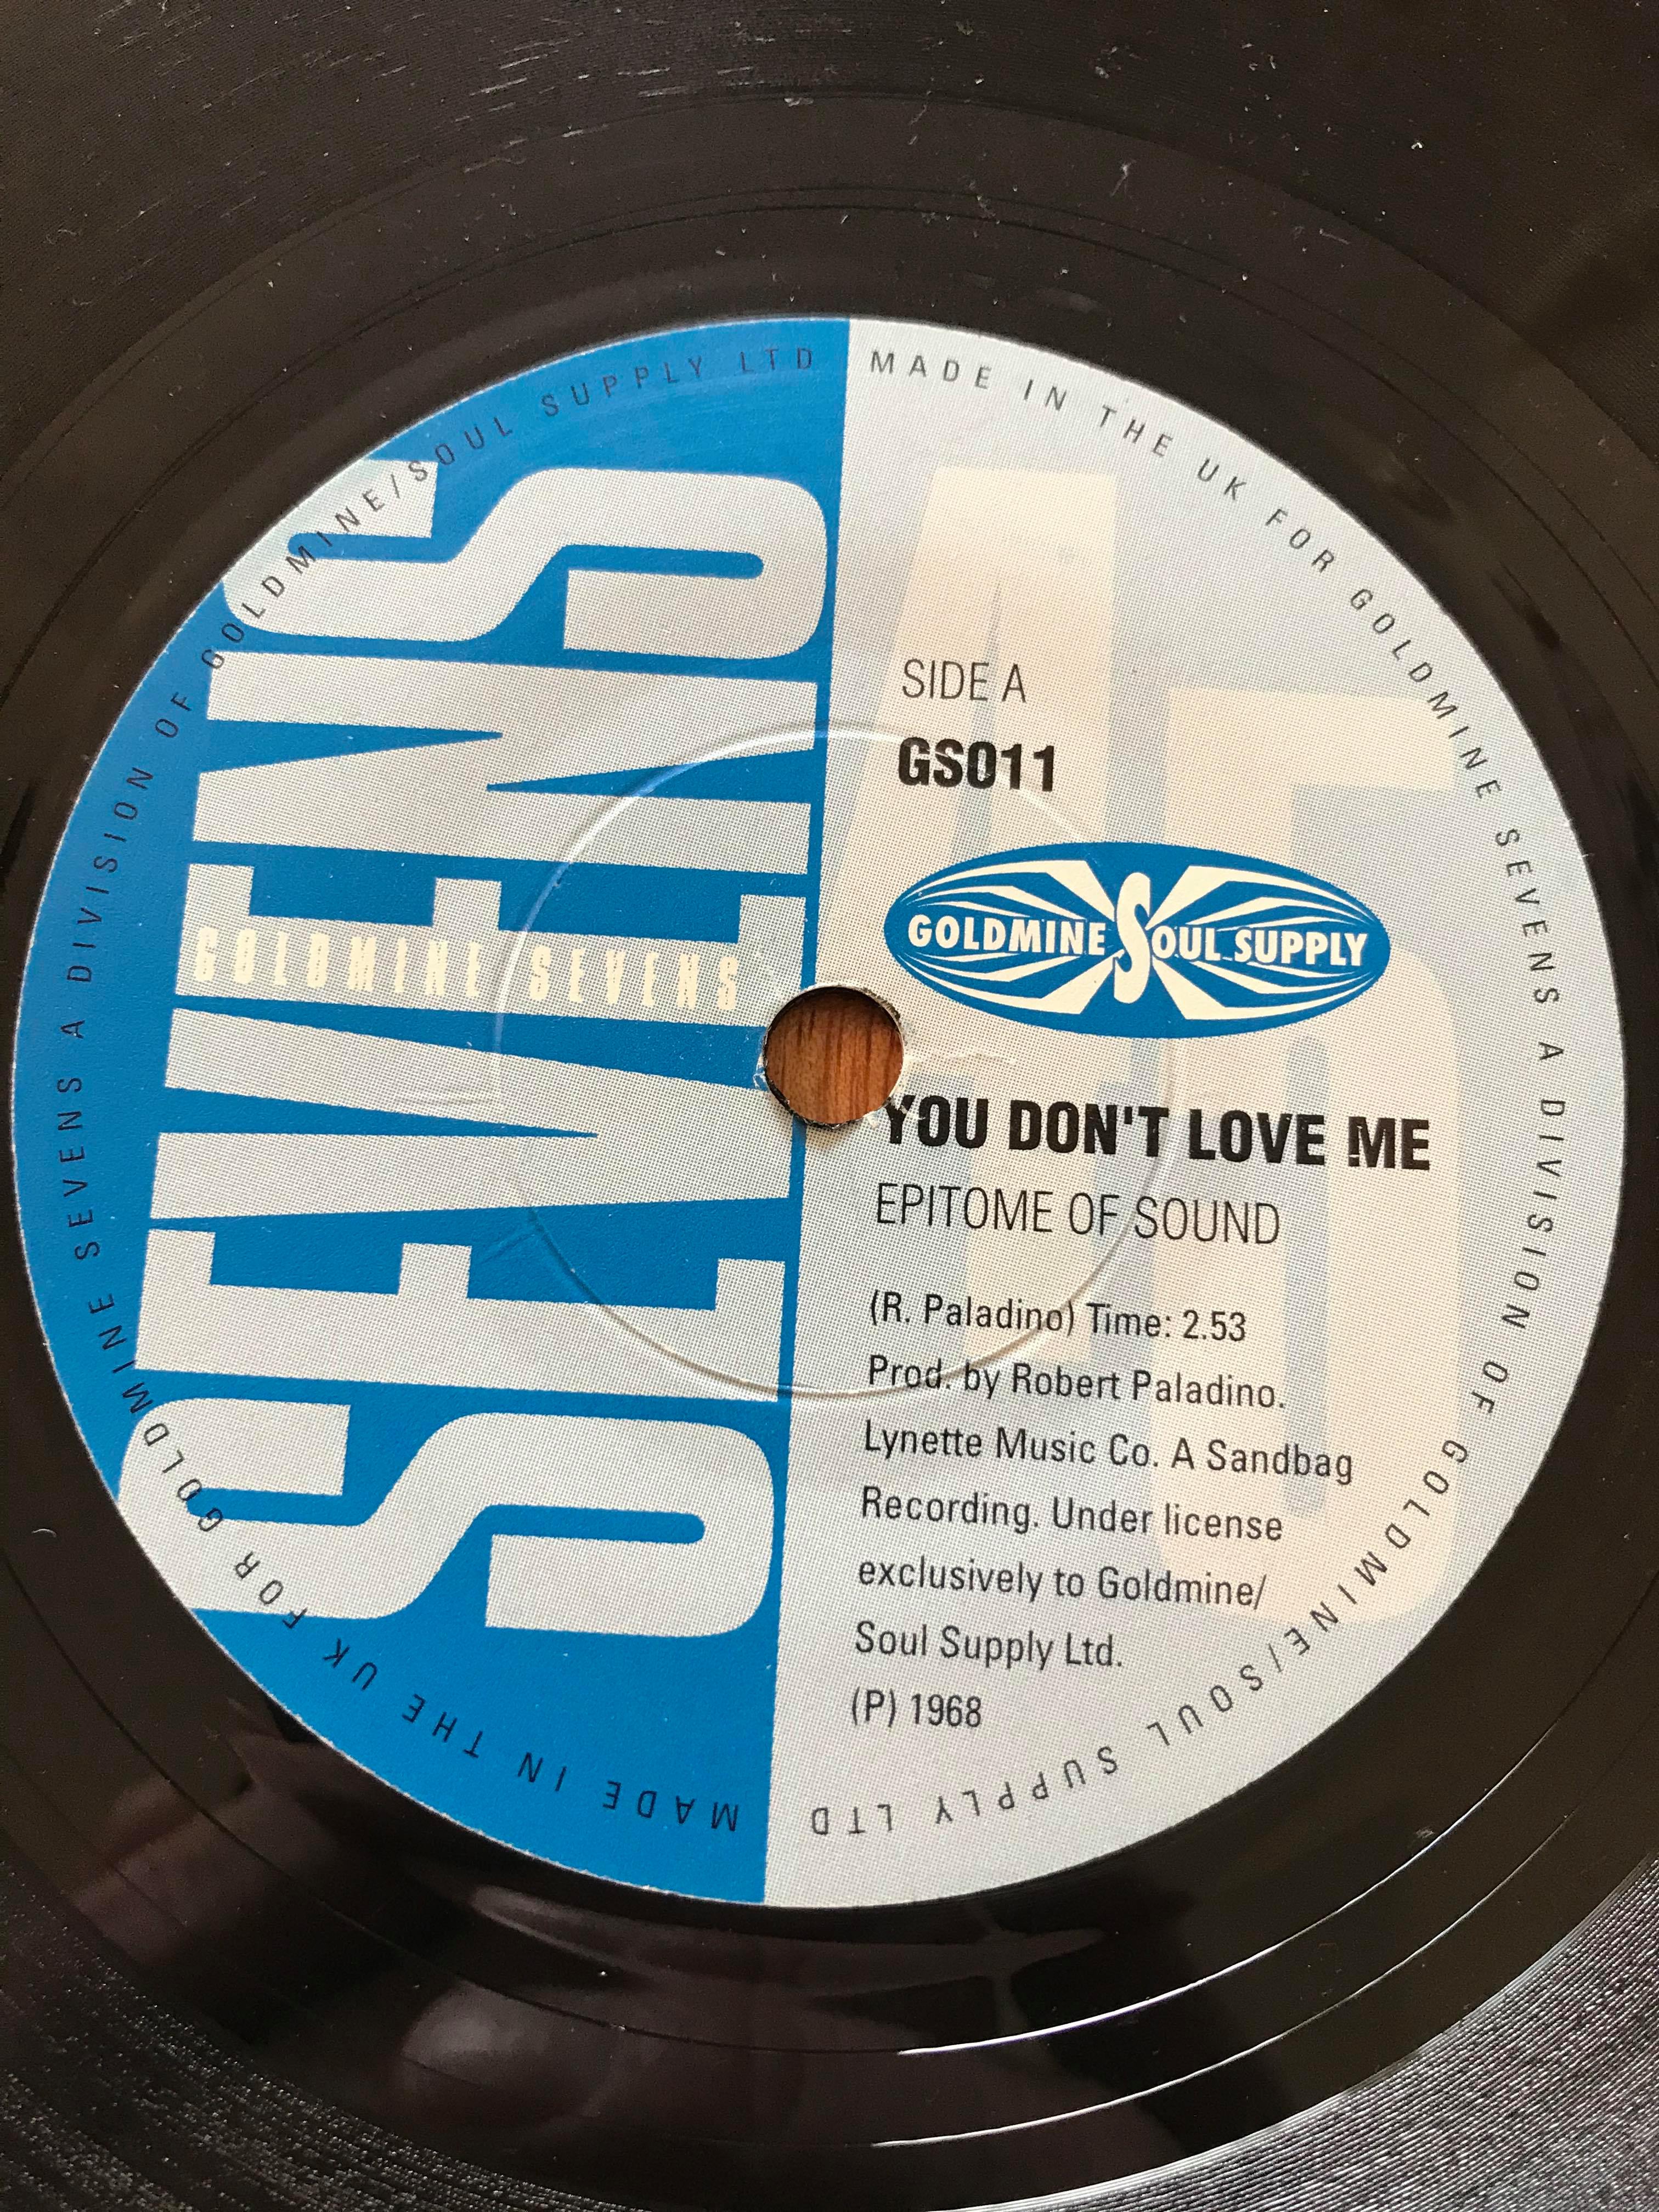 SEVENS
GOLDMINE SEVENS
SIDE A
GS011
GOLDMINE SOUL SUPPLY
45
YOU DON'T LOVE ME
EPITOME OF SOUND
(R. Paladino) Time: 2.53
Prod. by Robert Paladino.
Lynette Music Co. A Sandbag
Recording. Under license
exclusively to Goldmine/
Soul Supply Ltd.
(P) 1968
MADE IN THE UK FOR GOLDMINE SEVENS A DIVISION OF GOLDMINE/SOUL SUPPLY LTD
MADE IN THE UK FOR GOLDMINE SEVENS A DIVISION OF GOLDMINE/SOUL SUPPLY LTD